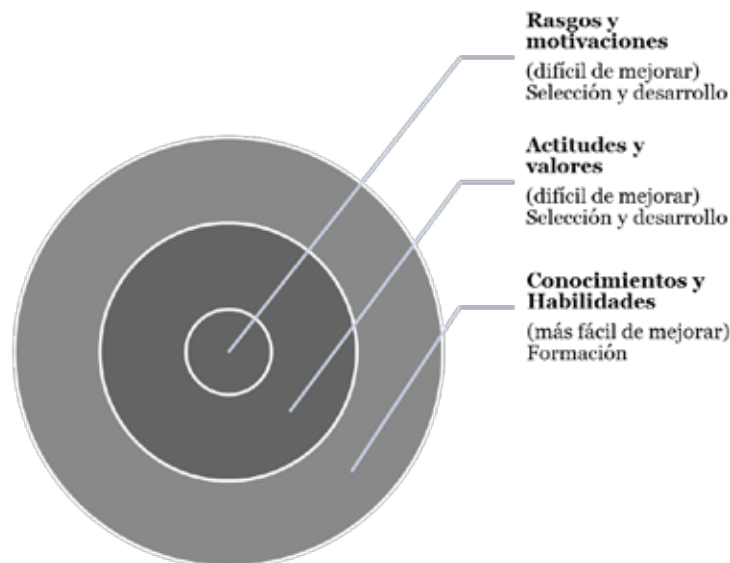 Rasgos y
motivaciones
(difícil de mejorar)
Selección y desarrollo
Actitudes y
valores
(difícil de mejorar)
Selección y desarrollo
Conocimientos y
Habilidades
(más fácil de mejorar)
Formación